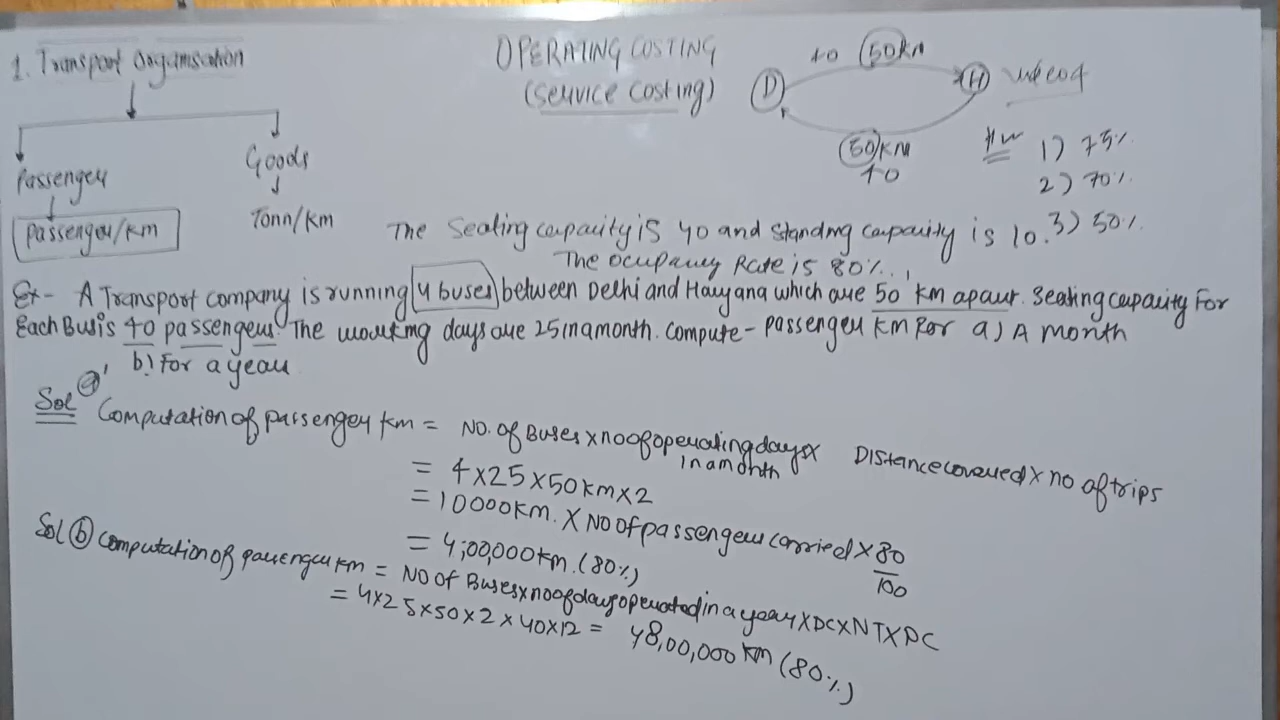 1. Transport Organisation
OPERATING COSTING
(Service costing)
40 50KM
D
H
50KM
40
HW 1) 75%
2) 70%
3) 50%
Passenger
Goods
Passenger/KM
Tonn/KM
The seating capacity is 40 and standing capacity is 10.
The Ocupancy Rate is 80%.
Ex- A Transport company is running 4 buses between Delhi and Haryana which are 50 KM apart. Seating capacity For
Each Bus is 40 passengers. The working days are 25 in a month. compute - passenger KM For a) A month
b) For a year
Sol (a) Computation of passenger KM = NO. of Buses x no of operating days x Distance covered x no of trips
in a month
= 4x25x50KMx2
= 10000KM. x NO of passengers carried x 80
100
= 4,00,000KM. (80%)
Sol (b) Computation of passenger KM = NO of Buses x no of days operated in a year x DC x NT x PC
= 4x25x50x2x40x12 = 48,00,000 KM (80%)